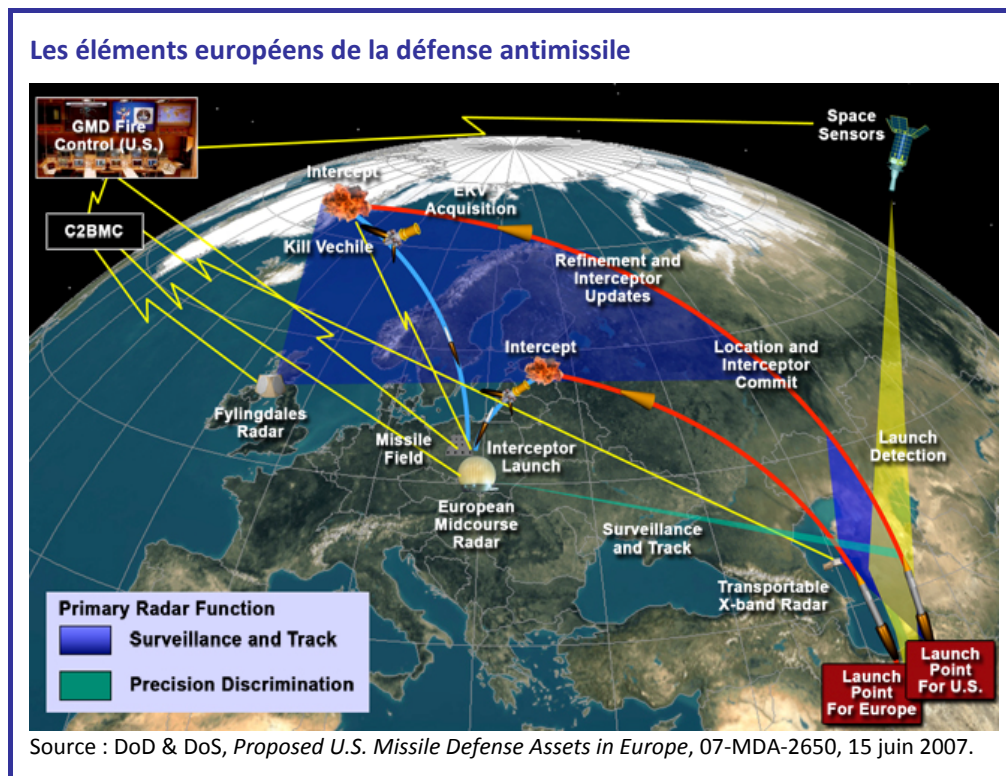 Les éléments européens de la défense antimissile
GMD Fire
Control (U.S.)
Space
Sensors
Intercept
EKV
Acquisition
C2BMC
Kill Vechile
Refinement and
Interceptor
Updates
Intercept
Location and
Interceptor
Commit
Fylingdales
Radar
Missile
Field
Interceptor
Launch
Launch
Detection
European
Midcourse
Radar
Surveillance
and Track
Transportable
X-band Radar
Primary Radar Function
Surveillance and Track
Precision Discrimination
Launch
Point
For Europe
Launch
Point
For U.S.
Source : DoD & DoS, Proposed U.S. Missile Defense Assets in Europe, 07-MDA-2650, 15 juin 2007.